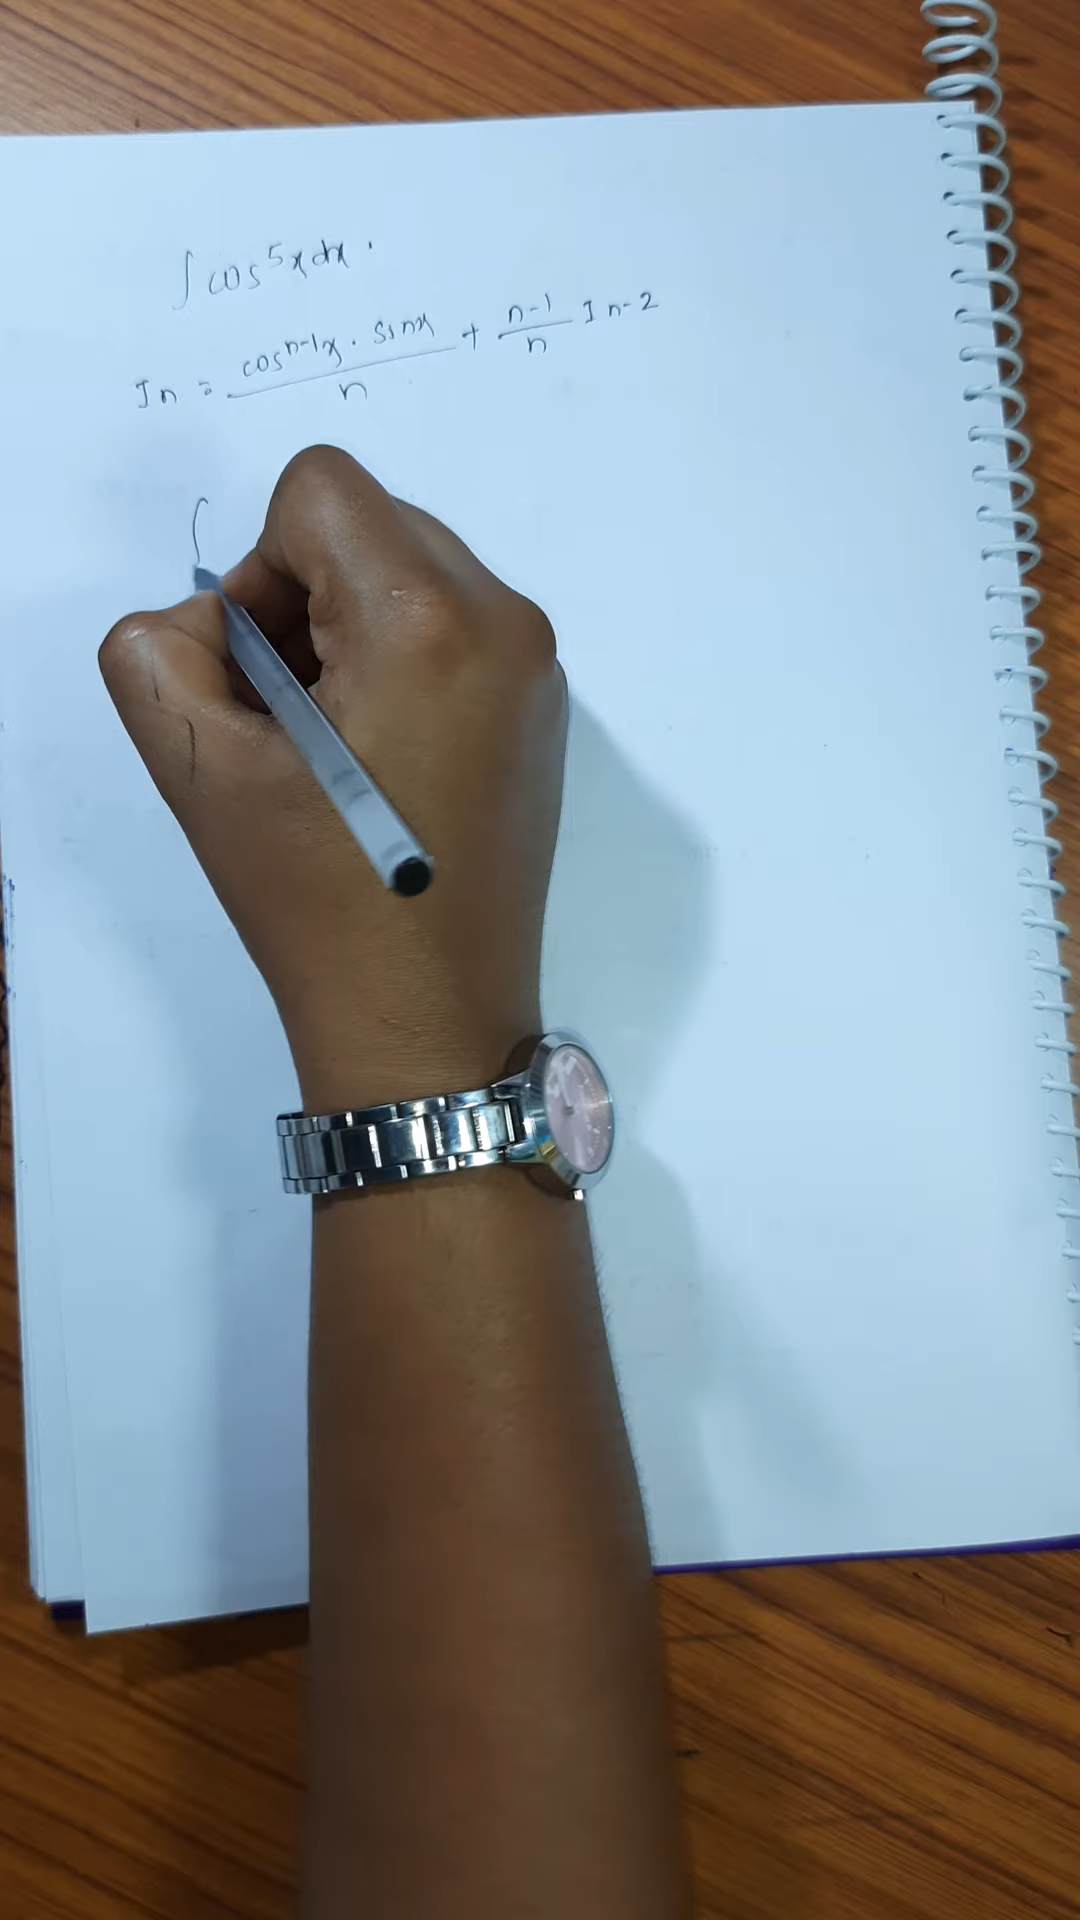 ∫ cos⁵x dx .
Iₙ = cosⁿ⁻¹x . sinx / n + n-1 / n Iₙ₋₂
∫